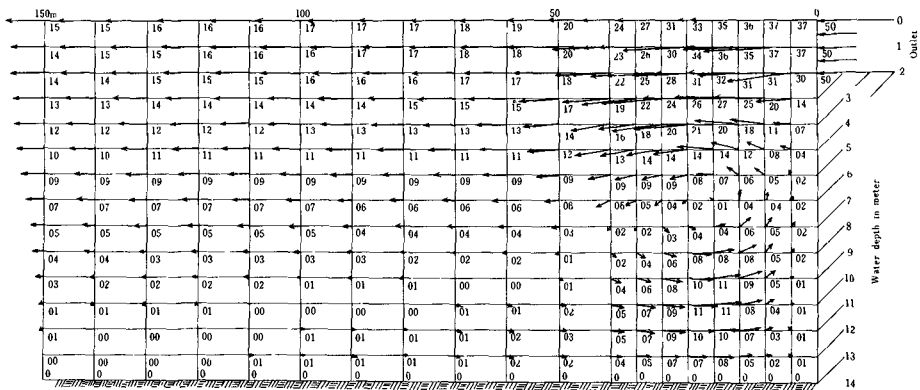 150m 100 50 0
15 15 16 16 16 17 17 17 18 19 20 24 27 31 33 35 36 37 37 50 0
14 15 15 15 16 16 16 17 17 18 20 23 26 30 34 36 35 37 37 50 1 Outlet
14 14 15 15 15 16 16 17 17 17 18 22 25 28 31 32 31 31 30 50 2
13 13 14 14 14 14 14 15 15 15 17 19 22 24 26 27 25 20 14 3
12 12 12 12 12 13 13 13 13 13 14 16 18 20 21 20 18 11 07 4
10 10 11 11 11 11 11 11 11 11 12 13 14 14 14 14 12 08 04 5
09 09 09 09 09 09 09 09 09 09 09 09 09 09 08 07 06 05 02 6
07 07 07 07 07 07 06 06 06 06 06 06 05 04 02 01 04 04 02 7
05 05 05 05 05 05 04 04 04 04 03 02 02 03 04 04 06 05 02 8
04 04 03 03 03 03 03 02 02 02 01 02 04 06 08 08 08 05 02 9
03 02 02 02 01 01 01 00 00 00 01 04 06 08 10 11 09 05 01 10
01 01 01 01 00 00 00 00 01 01 02 05 07 09 11 11 08 04 01 11
01 00 00 00 00 01 01 01 01 02 02 05 07 09 10 10 07 03 01 12
00 00 00 00 01 01 01 01 01 02 02 04 05 07 07 08 05 02 01 13
0 0 0 0 0 0 0 0 0 0 0 0 0 0 0 0 0 0 0 14
Water depth in meter